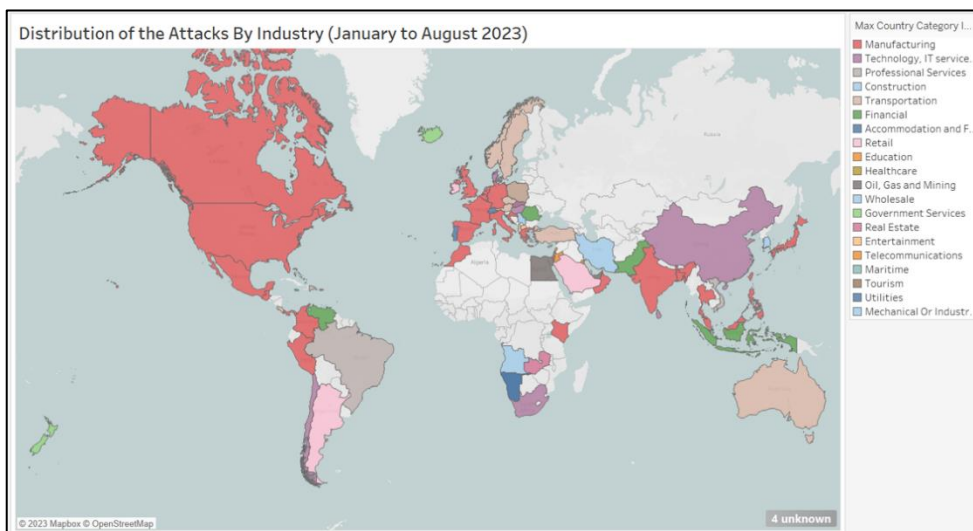 Distribution of the Attacks By Industry (January to August 2023)
Max Country Category I...
Manufacturing
Technology, IT service..
Professional Services
Construction
Transportation
Financial
Accommodation and F..
Retail
Education
Healthcare
Oil, Gas and Mining
Wholesale
Government Services
Real Estate
Entertainment
Telecommunications
Maritime
Tourism
Utilities
Mechanical Or Industr..
Russia
Algeria
© 2023 Mapbox © OpenStreetMap
4 unknown